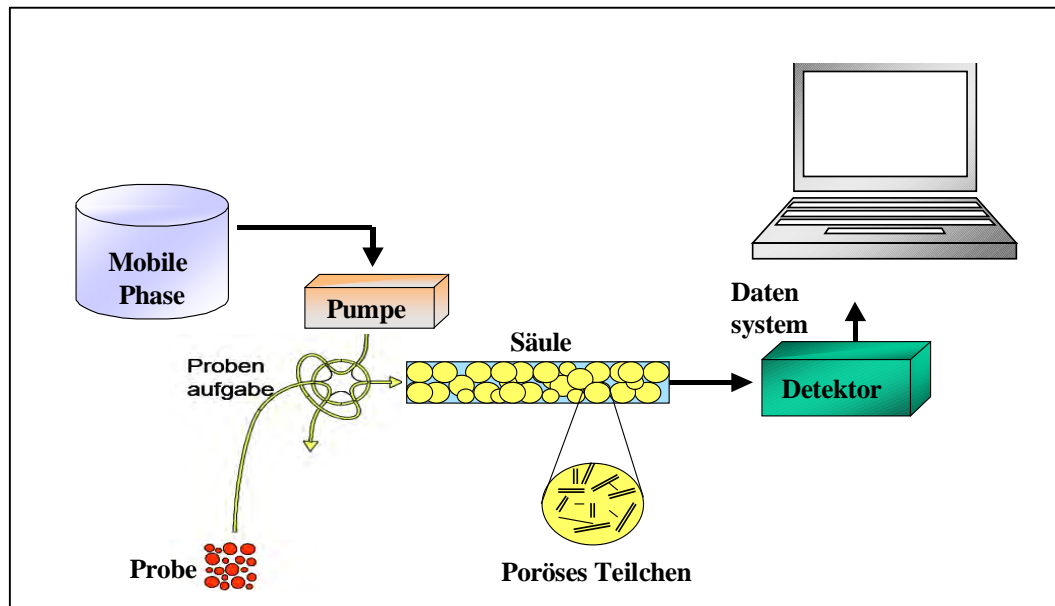 Mobile
Phase
Pumpe
Proben
aufgabe
Säule
Daten
system
Detektor
Probe
Poröses Teilchen